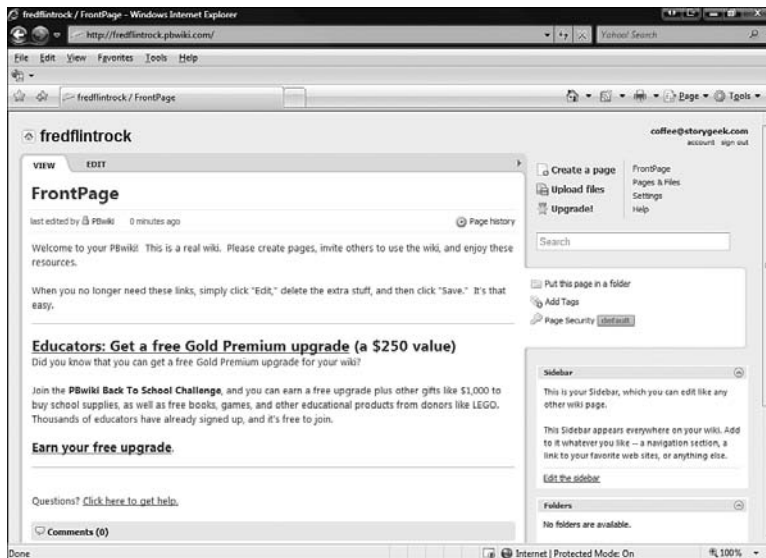 fredflintrock / FrontPage - Windows Internet Explorer
http://fredflintrock.pbwiki.com/
Yahoo! Search
File Edit View Favorites Tools Help
fredflintrock / FrontPage
Page Tools
fredflintrock
coffee@storygeek.com
account sign out
VIEW EDIT
FrontPage
last edited by PBwiki 0 minutes ago
Page history
Welcome to your PBwiki! This is a real wiki. Please create pages, invite others to use the wiki, and enjoy these
resources.
When you no longer need these links, simply click "Edit," delete the extra stuff, and then click "Save." It's that
easy.
Educators: Get a free Gold Premium upgrade (a $250 value)
Did you know that you can get a free Gold Premium upgrade for your wiki?
Join the PBwiki Back To School Challenge, and you can earn a free upgrade plus other gifts like $1,000 to
buy school supplies, as well as free books, games, and other educational products from donors like LEGO.
Thousands of educators have already signed up, and it's free to join.
Earn your free upgrade.
Questions? Click here to get help.
Comments (0)
Create a page
Upload files
Upgrade!
FrontPage
Pages & Files
Settings
Help
Search
Put this page in a folder
Add Tags
Page Security default
Sidebar
This is your Sidebar, which you can edit like any
other wiki page.
This Sidebar appears everywhere on your wiki. Add
to it whatever you like -- a navigation section, a
link to your favorite web sites, or anything else.
Edit the sidebar
Folders
No folders are available.
Done
Internet | Protected Mode: On
100%